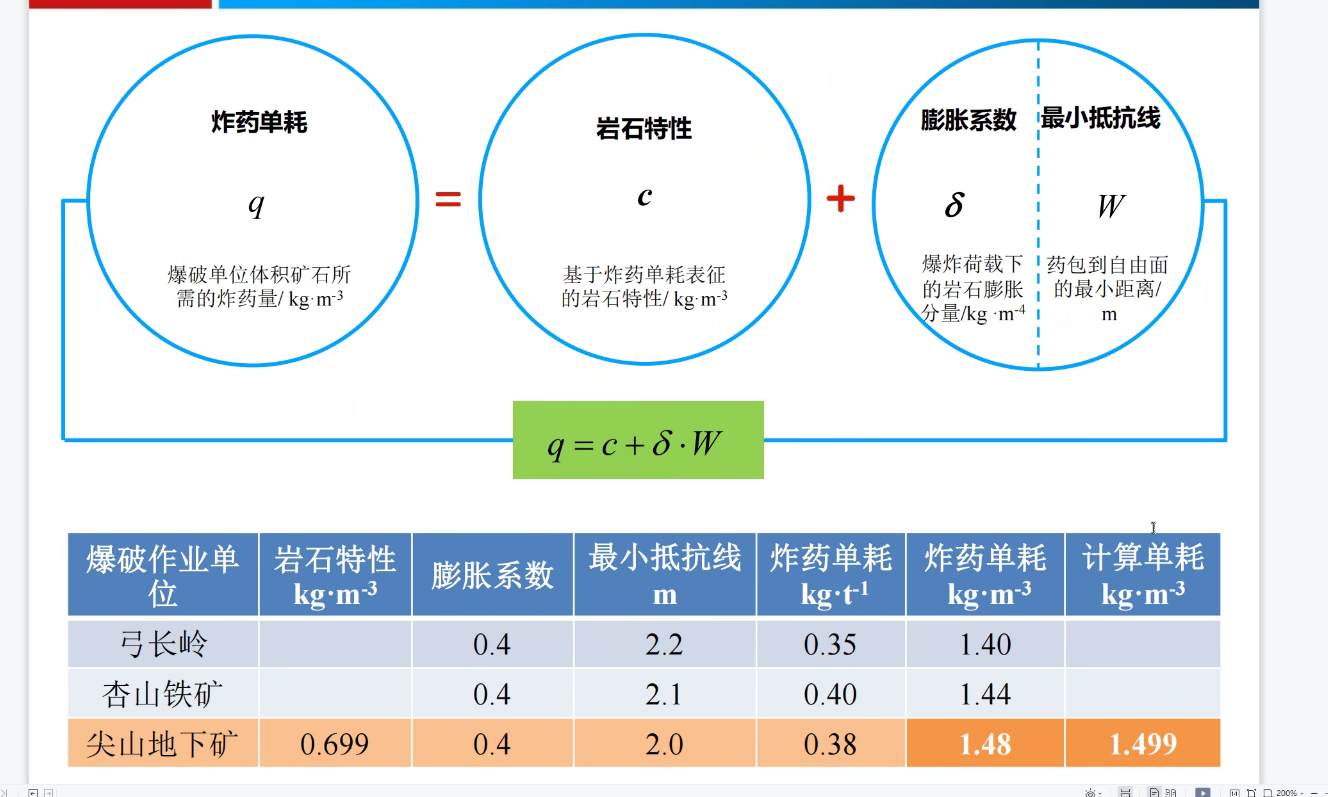 炸药单耗
q
爆破单位体积矿石所
需的炸药量/ kg·m-3
=
岩石特性
c
基于炸药单耗表征
的岩石特性/ kg·m-3
+
膨胀系数
δ
爆炸荷载下
的岩石膨胀
分量/kg ·m-4
最小抵抗线
W
药包到自由面
的最小距离/
m
q = c + δ · W
爆破作业单位 岩石特性 kg·m-3 膨胀系数 最小抵抗线 m 炸药单耗 kg·t-1 炸药单耗 kg·m-3 计算单耗 kg·m-3
弓长岭 0.4 2.2 0.35 1.40
杏山铁矿 0.4 2.1 0.40 1.44
尖山地下矿 0.699 0.4 2.0 0.38 1.48 1.499
200%